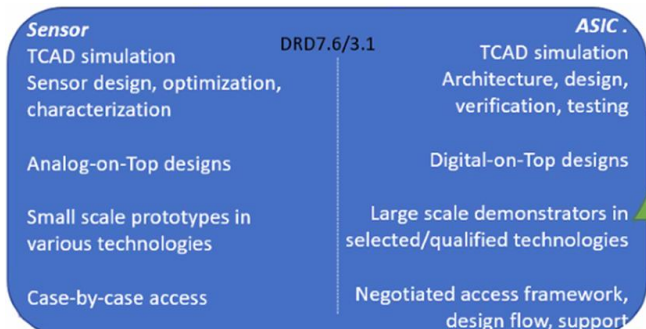 Sensor
TCAD simulation
Sensor design, optimization,
characterization
Analog-on-Top designs
Small scale prototypes in
various technologies
Case-by-case access
DRD7.6/3.1
ASIC .
TCAD simulation
Architecture, design,
verification, testing
Digital-on-Top designs
Large scale demonstrators in
selected/qualified technologies
Negotiated access framework,
design flow, support